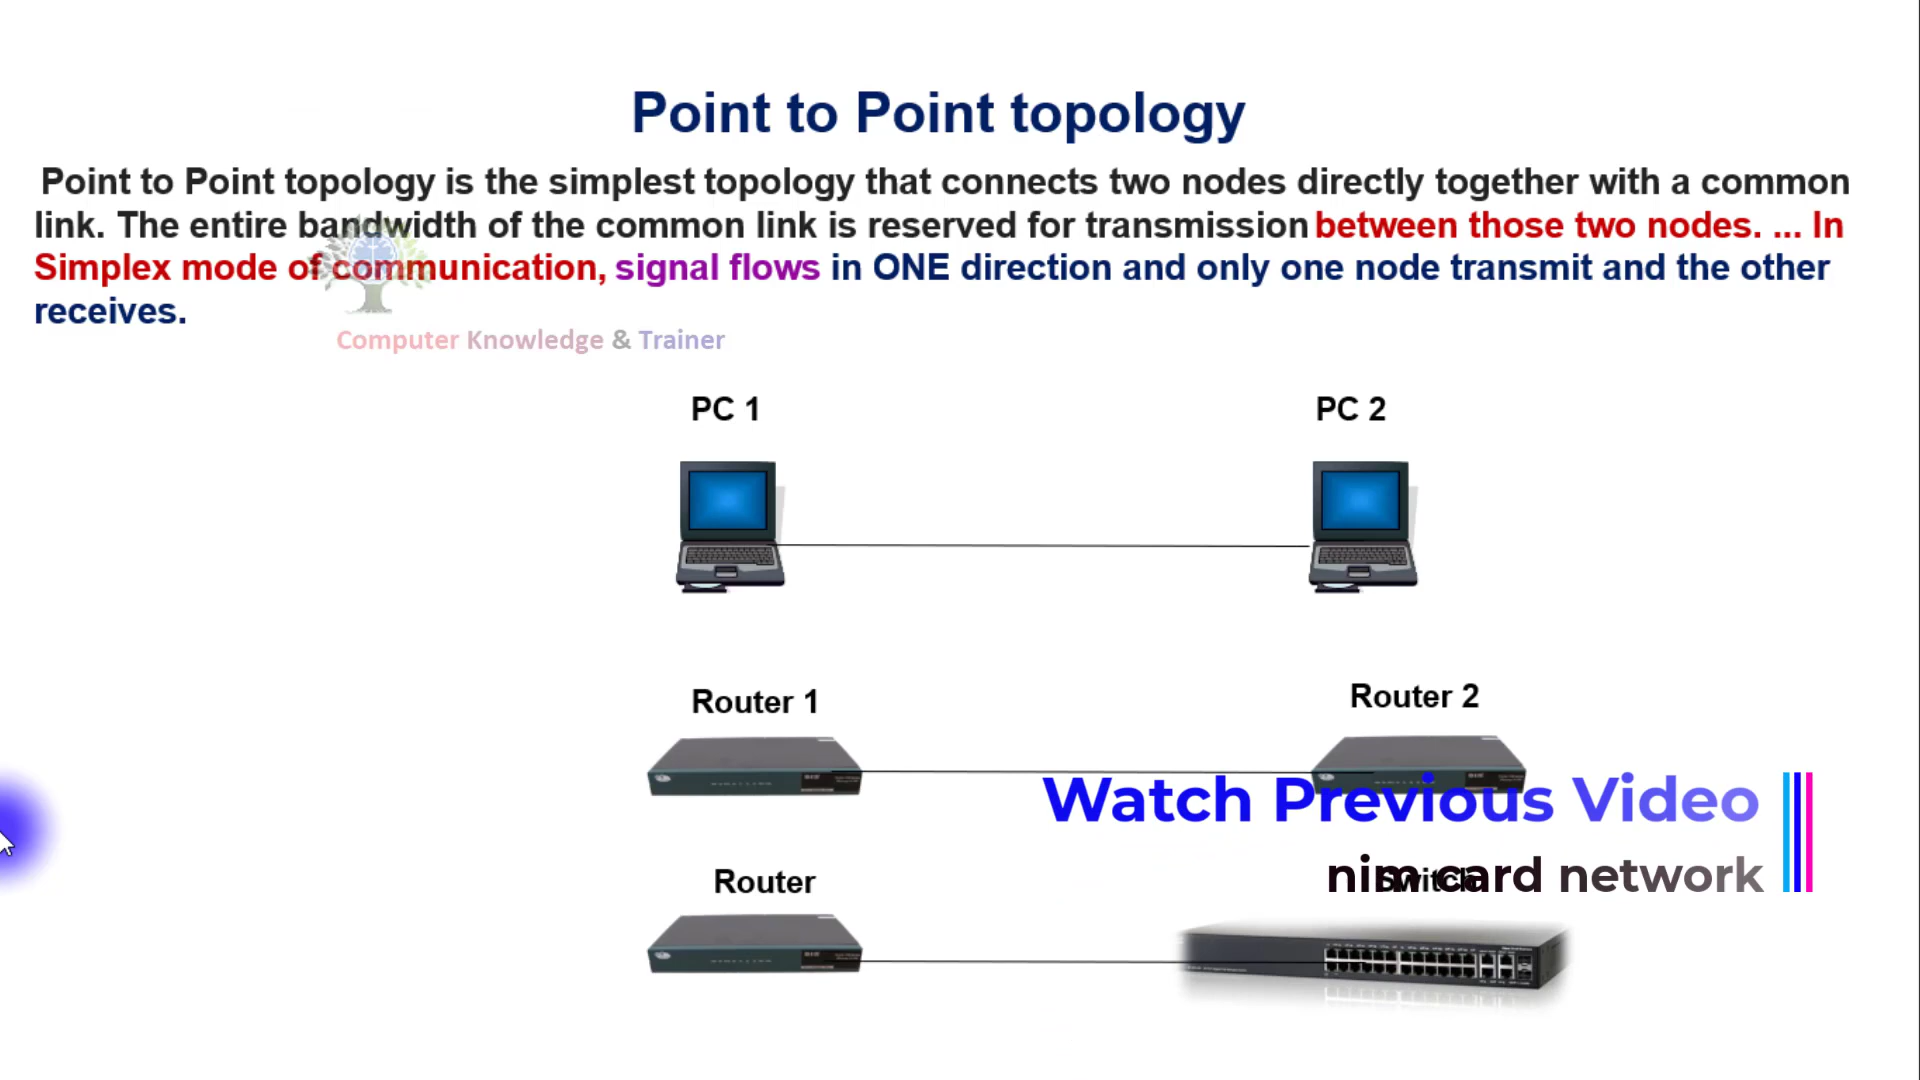 Point to Point topology
Point to Point topology is the simplest topology that connects two nodes directly together with a common
link. The entire bandwidth of the common link is reserved for transmission between those two nodes. ... In
Simplex mode of communication, signal flows in ONE direction and only one node transmit and the other
receives.
Computer Knowledge & Trainer
PC 1
PC 2
Router 1
Router 2
Watch Previous Video
nim card network
Router
Switch